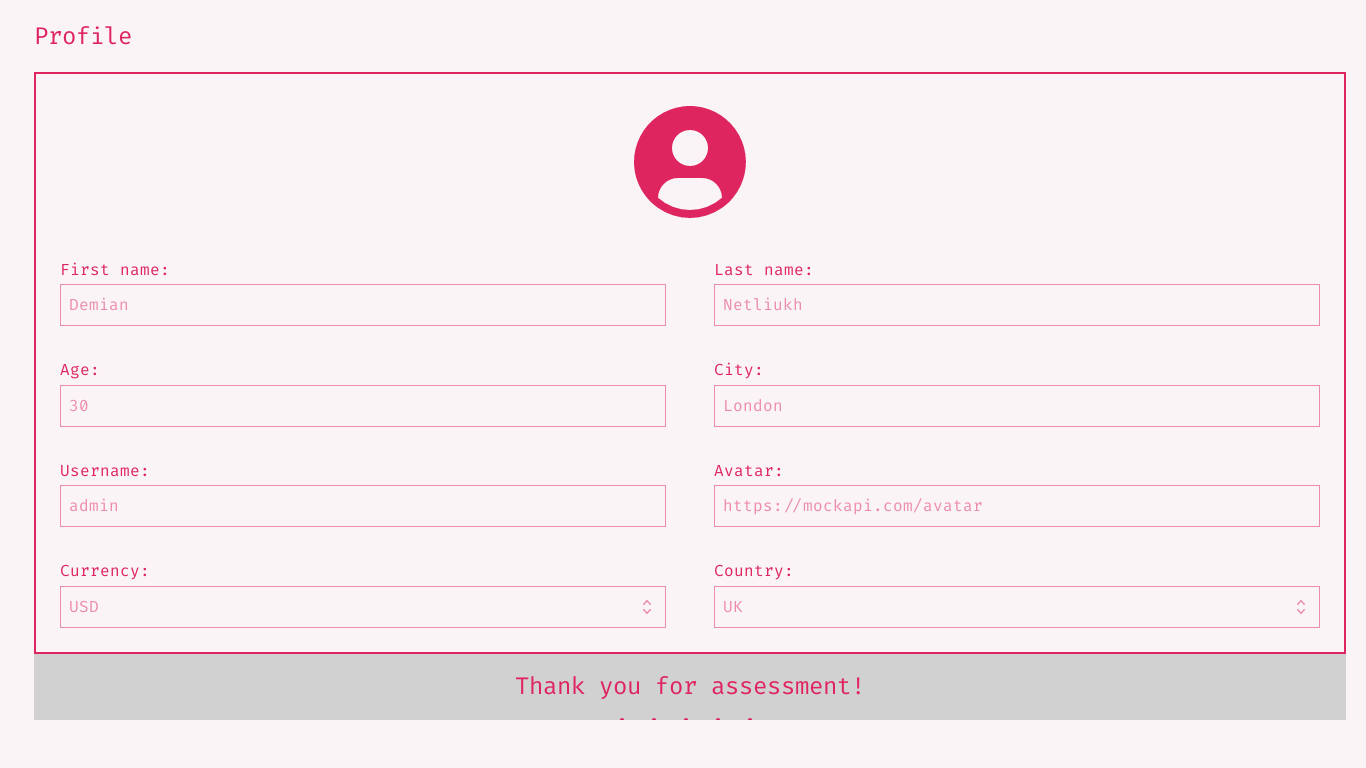 Profile
First name: Last name:
Demian Netliukh
Age: City:
30 London
Username: Avatar:
admin https://mockapi.com/avatar
Currency: Country:
USD UK
Thank you for assessment!